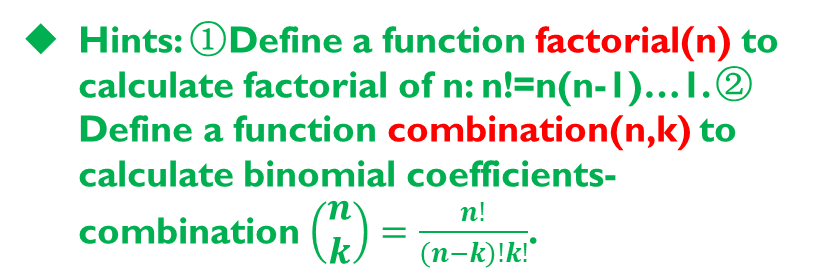 ◆ Hints: ①Define a function factorial(n) to
calculate factorial of n: n!=n(n-1)…1.②
Define a function combination(n,k) to
calculate binomial coefficients-
combination (n k) = n! / (n−k)!k!.